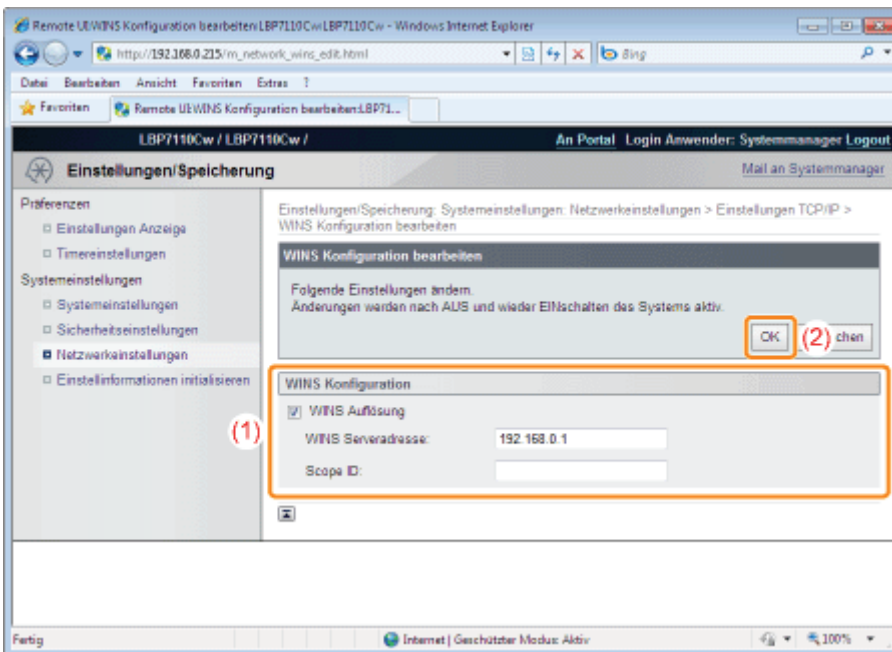 Remote UI:WINS Konfiguration bearbeiten:LBP7110Cw:LBP7110Cw - Windows Internet Explorer
http://192.168.0.215/m_network_wins_edit.html
Bing
Datei Bearbeiten Ansicht Favoriten Extras ?
Favoriten
Remote UI:WINS Konfiguration bearbeiten:LBP71...
LBP7110Cw / LBP7110Cw /
An Portal Login Anwender: Systemmanager Logout
Einstellungen/Speicherung
Mail an Systemmanager
Präferenzen
Einstellungen Anzeige
Timereinstellungen
Systemeinstellungen
Systemeinstellungen
Sicherheitseinstellungen
Netzwerkeinstellungen
Einstellinformationen initialisieren
Einstellungen/Speicherung: Systemeinstellungen: Netzwerkeinstellungen > Einstellungen TCP/IP >
WINS Konfiguration bearbeiten
WINS Konfiguration bearbeiten
Folgende Einstellungen ändern.
Änderungen werden nach AUS und wieder EINschalten des Systems aktiv.
OK
(2)
chen
(1)
WINS Konfiguration
WINS Auflösung
WINS Serveradresse: 192.168.0.1
Scope ID:
Fertig
Internet | Geschützter Modus: Aktiv
100%